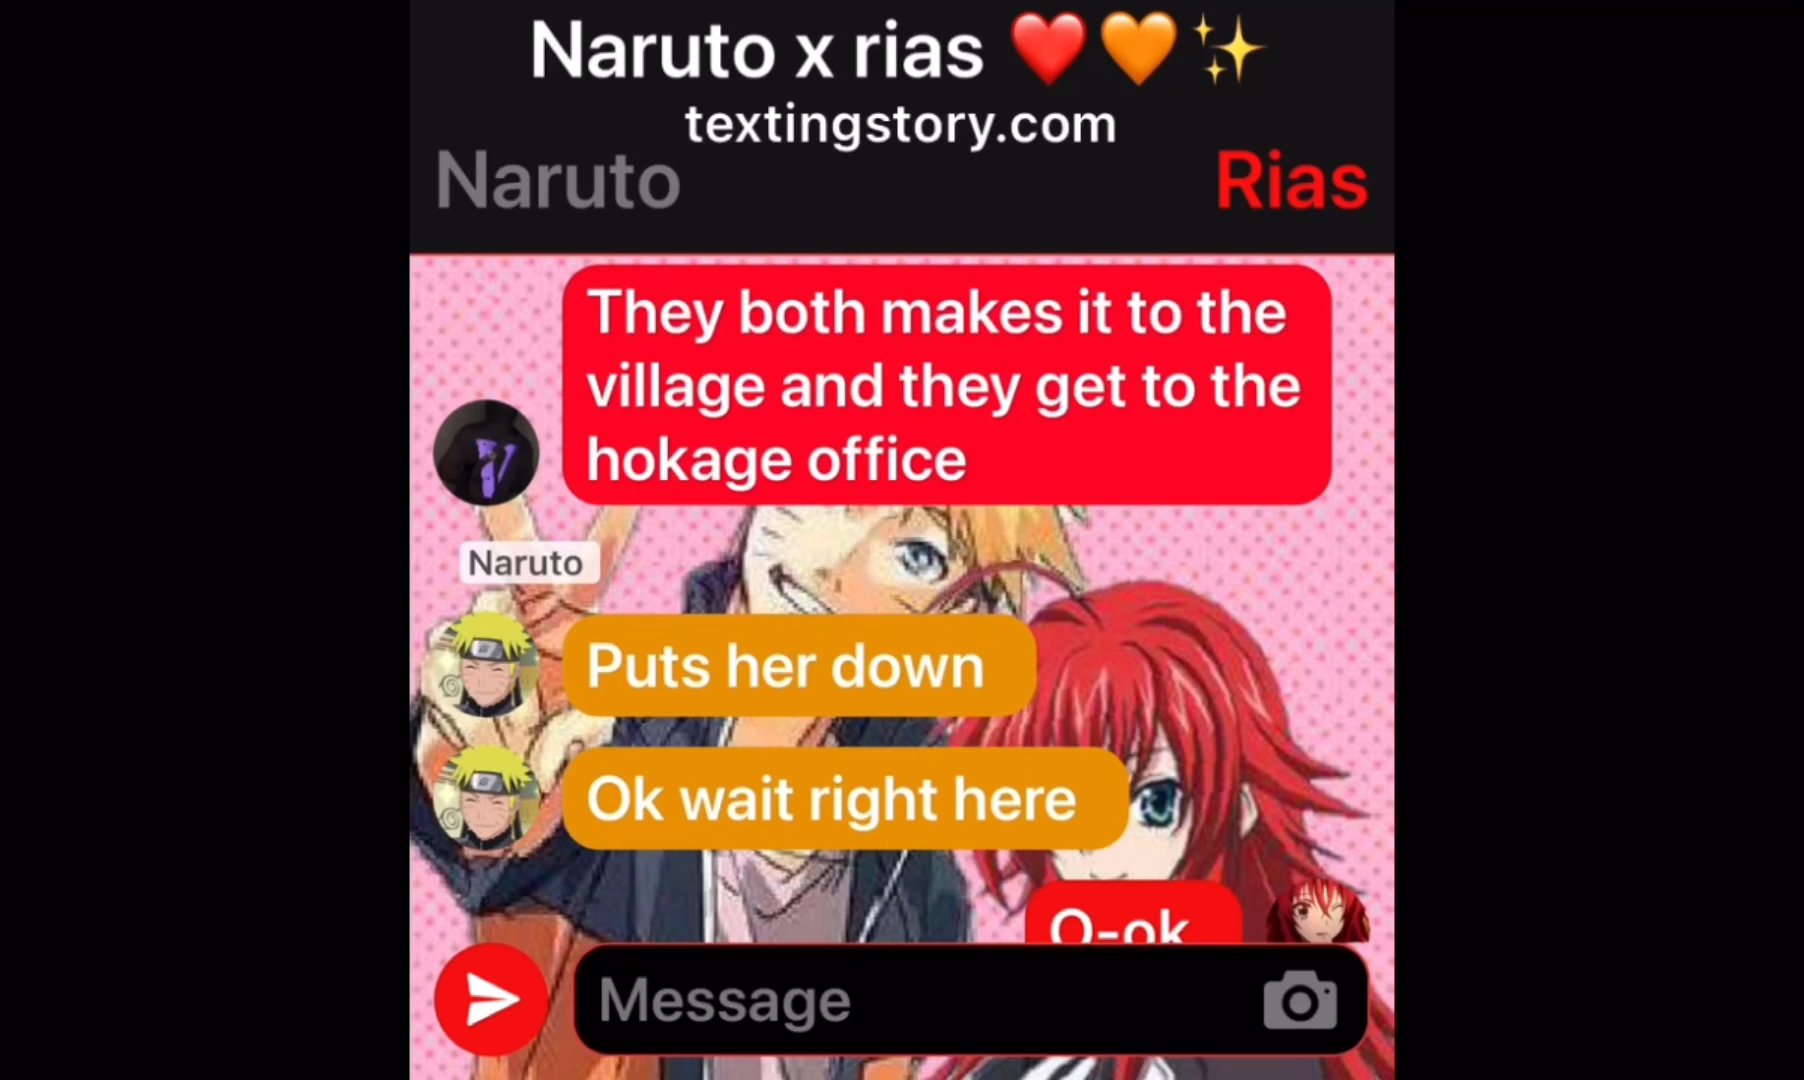 Naruto x rias ❤️🧡✨
textingstory.com
Naruto
Rias
They both makes it to the
village and they get to the
hokage office
Naruto
Puts her down
Ok wait right here
O-ok
Message